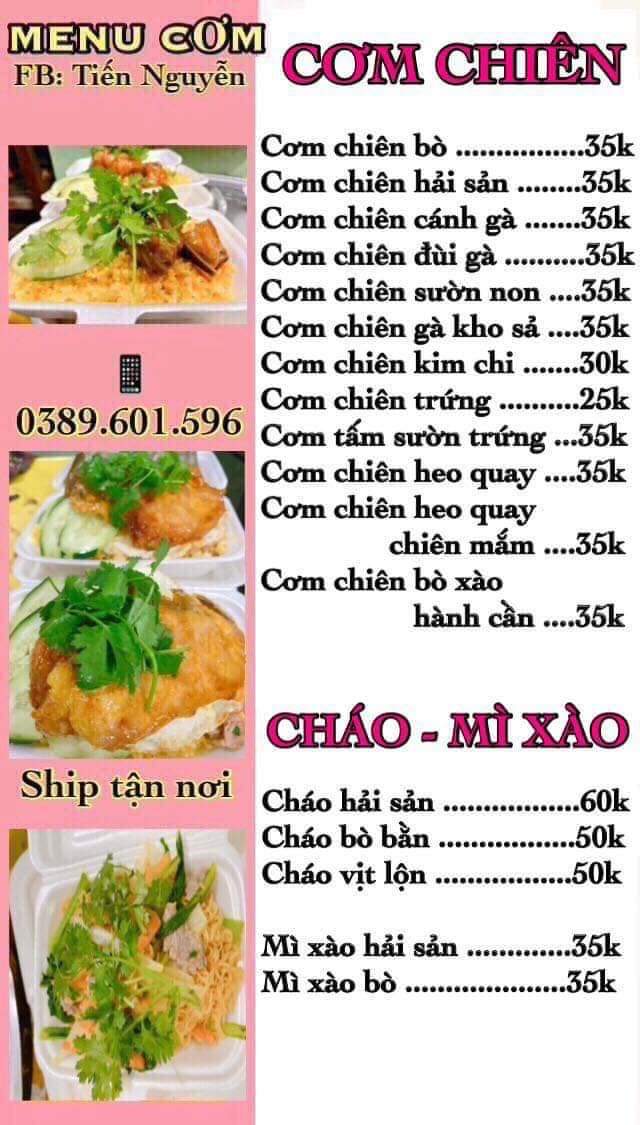 MENU CƠM
FB: Tiến Nguyễn
0389.601.596
Ship tận nơi
CƠM CHIÊN
Cơm chiên bò ................35k
Cơm chiên hải sản ........35k
Cơm chiên cánh gà .......35k
Cơm chiên đùi gà ..........35k
Cơm chiên sườn non ....35k
Cơm chiên gà kho sả ....35k
Cơm chiên kim chi .......30k
Cơm chiên trứng ..........25k
Cơm tấm sườn trứng ...35k
Cơm chiên heo quay ....35k
Cơm chiên heo quay
chiên mắm ....35k
Cơm chiên bò xào
hành cần ....35k
CHÁO - MÌ XÀO
Cháo hải sản .................60k
Cháo bò bằn .................50k
Cháo vịt lộn .................50k
Mì xào hải sản .............35k
Mì xào bò ....................35k